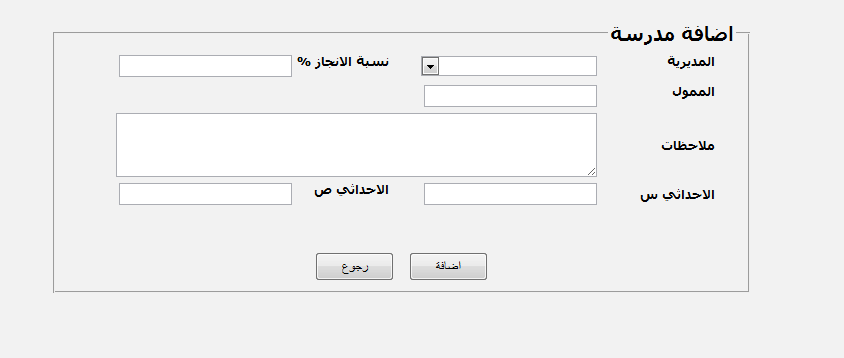 اضافة مدرسة
المديرية
نسبة الانجاز %
الممول
ملاحظات
الاحداثي س
الاحداثي ص
اضافة
رجوع